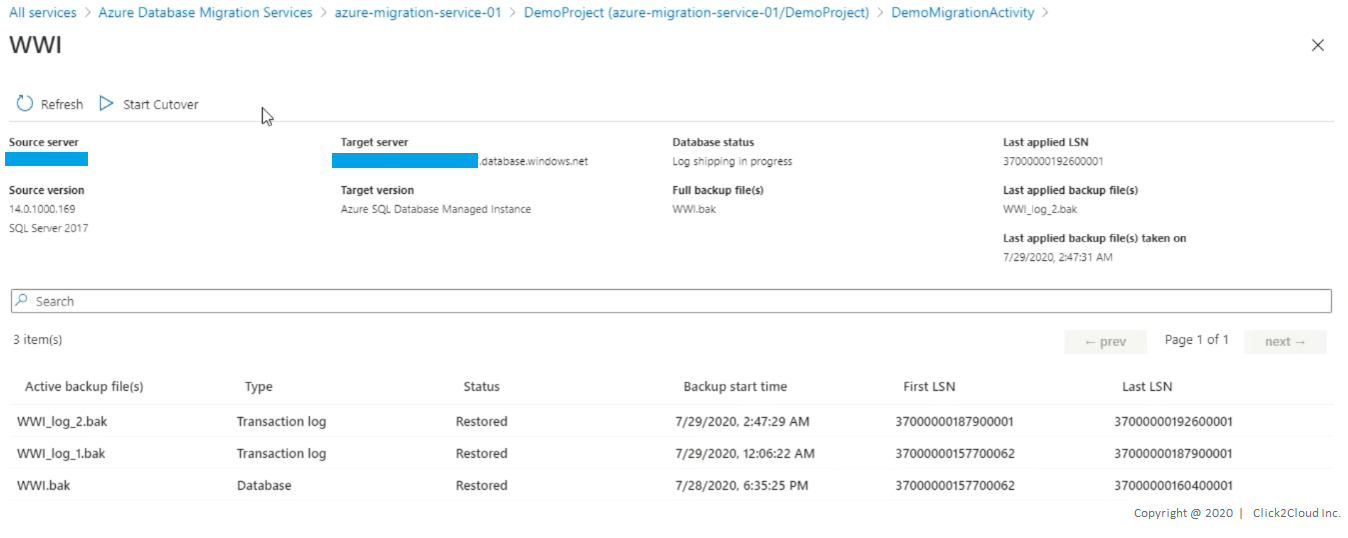 All services > Azure Database Migration Services > azure-migration-service-01 > DemoProject (azure-migration-service-01/DemoProject) > DemoMigrationActivity >
WWI
Refresh Start Cutover
Source server Target server Database status Last applied LSN
.database.windows.net Log shipping in progress 37000000192600001
Source version Target version Full backup file(s) Last applied backup file(s)
14.0.1000.169 Azure SQL Database Managed Instance WWI.bak WWI_log_2.bak
SQL Server 2017
Last applied backup file(s) taken on
7/29/2020, 2:47:31 AM
Search
3 item(s) ← prev Page 1 of 1 next →
Active backup file(s) Type Status Backup start time First LSN Last LSN
WWI_log_2.bak Transaction log Restored 7/29/2020, 2:47:29 AM 37000000187900001 37000000192600001
WWI_log_1.bak Transaction log Restored 7/29/2020, 12:06:22 AM 37000000157700062 37000000187900001
WWI.bak Database Restored 7/28/2020, 6:35:25 PM 37000000157700062 37000000160400001
Copyright @ 2020 | Click2Cloud Inc.